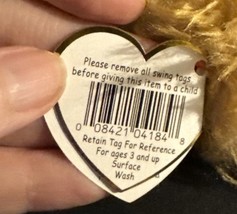 Please remove all swing tags
before giving this item to a child
0 08421 04184 8
Retain Tag For Reference
For ages 3 and up
Surface
Wash